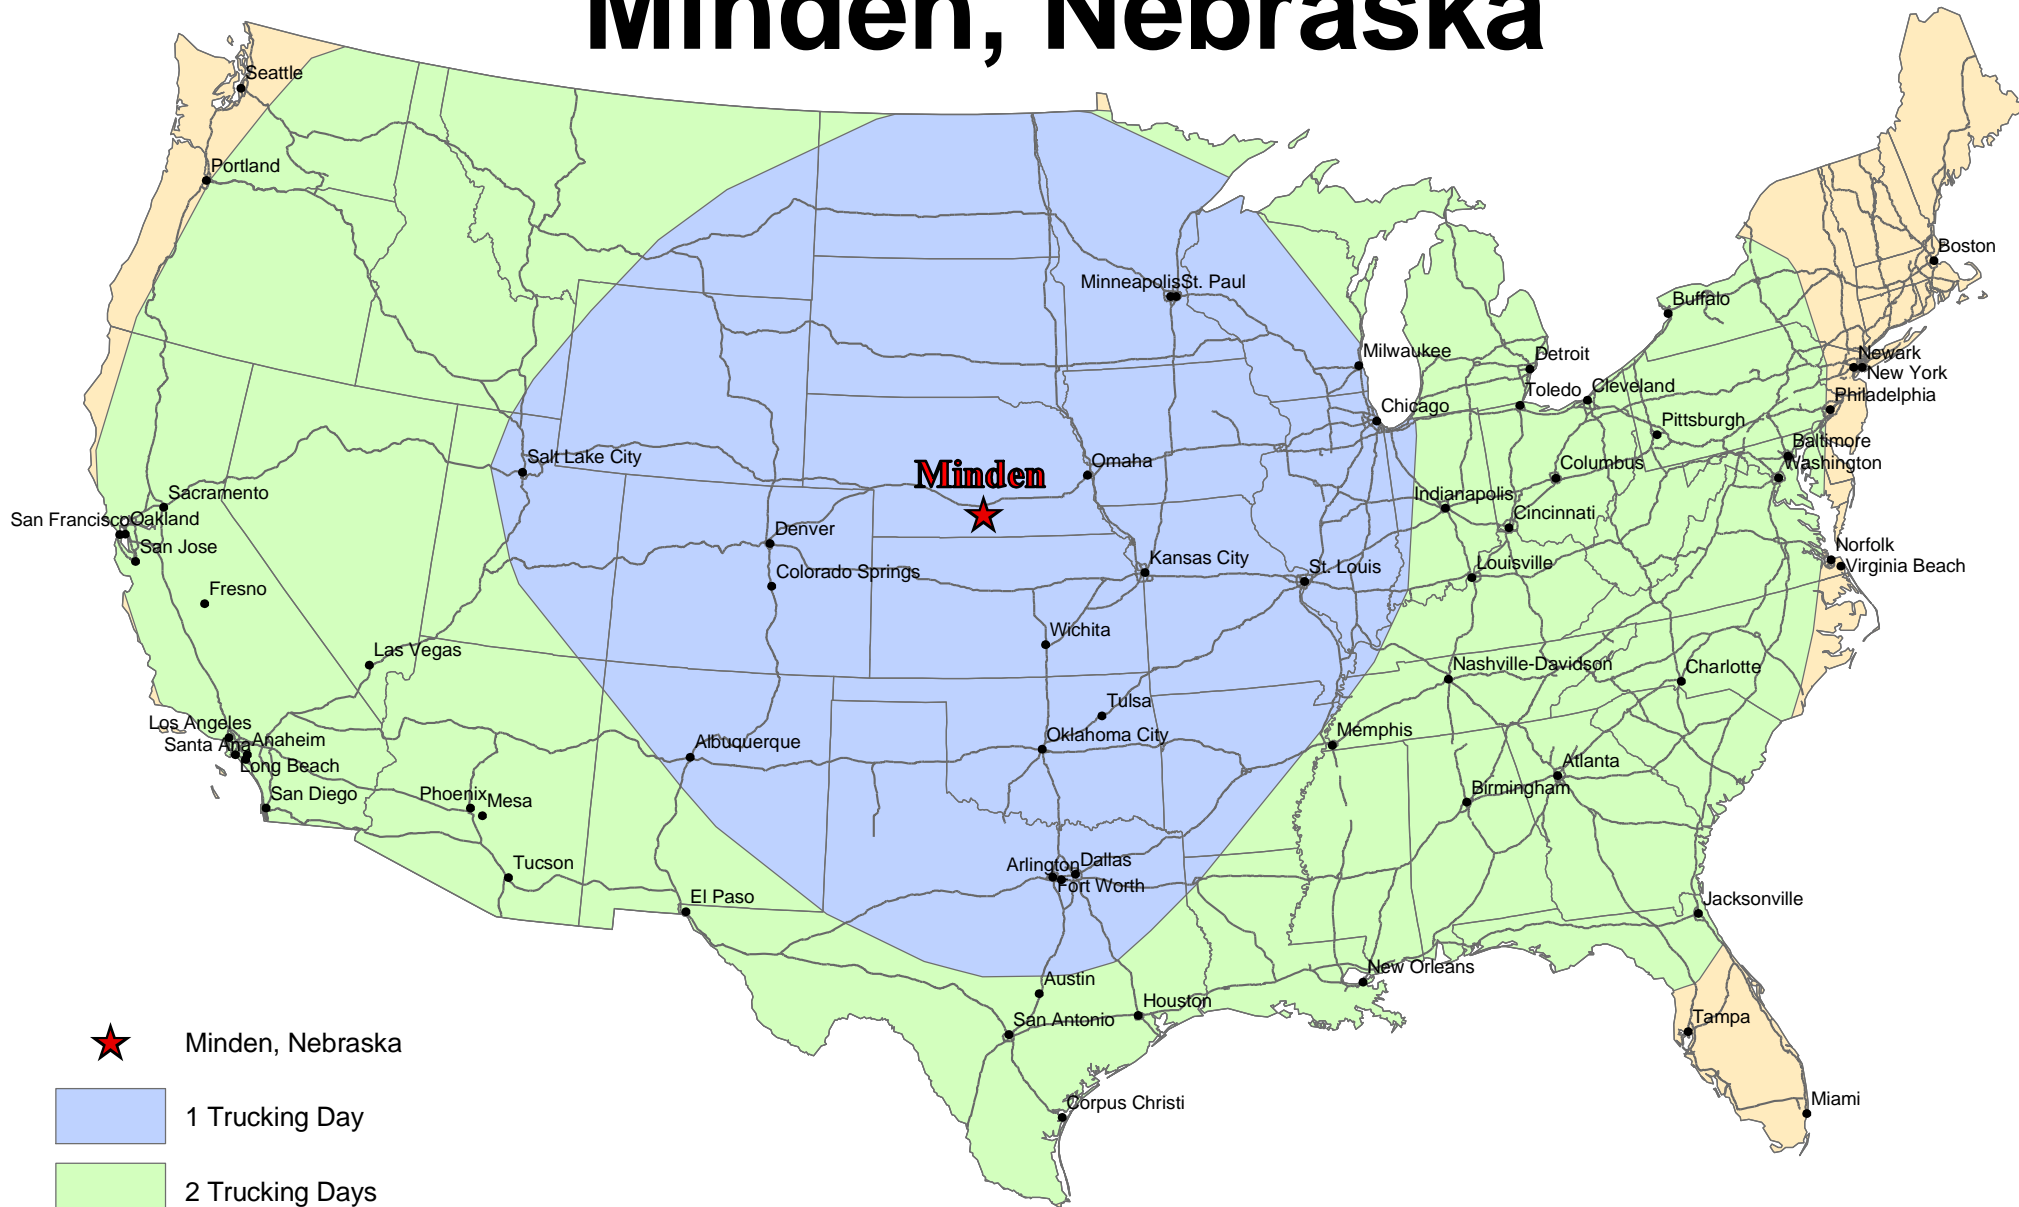 Minden, Nebraska
Seattle
Portland
Boston
MinneapolisSt. Paul
Buffalo
Milwaukee
Detroit
Newark
New York
Toledo
Cleveland
Philadelphia
Chicago
Pittsburgh
Baltimore
Washington
Salt Lake City
Omaha
Columbus
Minden
Sacramento
Indianapolis
Cincinnati
San Francisco
Oakland
Denver
San Jose
Norfolk
Kansas City
St. Louis
Louisville
Virginia Beach
Colorado Springs
Fresno
Wichita
Las Vegas
Nashville-Davidson
Charlotte
Tulsa
Los Angeles
Memphis
Oklahoma City
Albuquerque
Santa Ana
Anaheim
Long Beach
Atlanta
San Diego
Phoenix
Mesa
Birmingham
Tucson
Arlington
Dallas
Fort Worth
El Paso
Jacksonville
New Orleans
Austin
Houston
San Antonio
Tampa
Corpus Christi
Miami
Minden, Nebraska
1 Trucking Day
2 Trucking Days